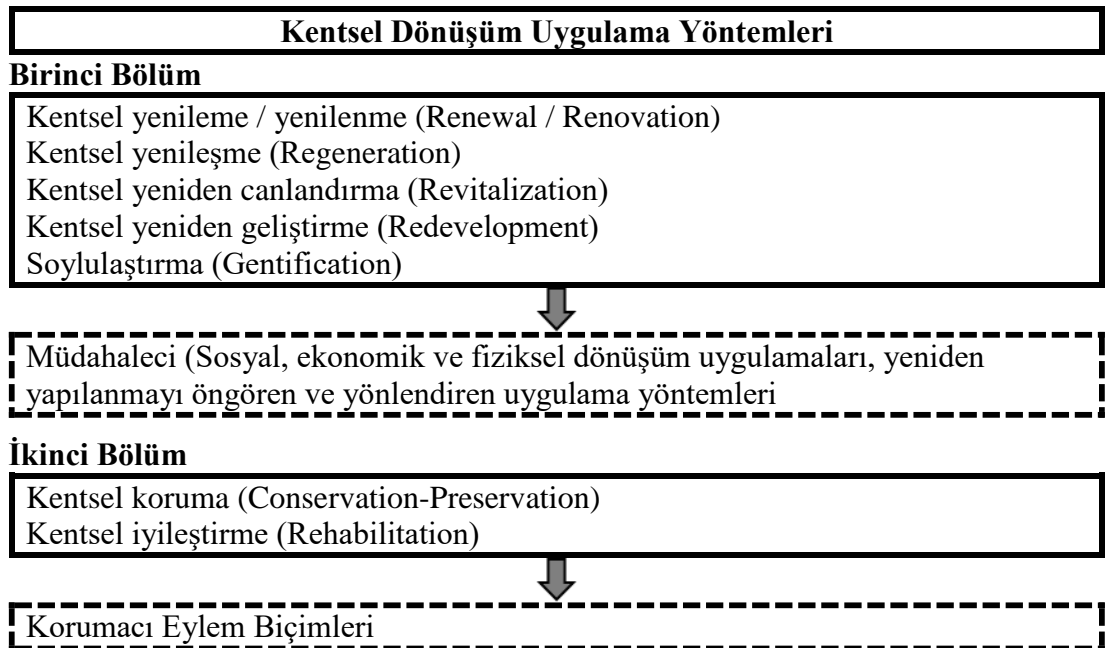 Kentsel Dönüşüm Uygulama Yöntemleri
Birinci Bölüm
Kentsel yenileme / yenilenme (Renewal / Renovation)
Kentsel yenileşme (Regeneration)
Kentsel yeniden canlandırma (Revitalization)
Kentsel yeniden geliştirme (Redevelopment)
Soylulaştırma (Gentification)
Müdahaleci (Sosyal, ekonomik ve fiziksel dönüşüm uygulamaları, yeniden
yapılanmayı öngören ve yönlendiren uygulama yöntemleri
İkinci Bölüm
Kentsel koruma (Conservation-Preservation)
Kentsel iyileştirme (Rehabilitation)
Korumacı Eylem Biçimleri